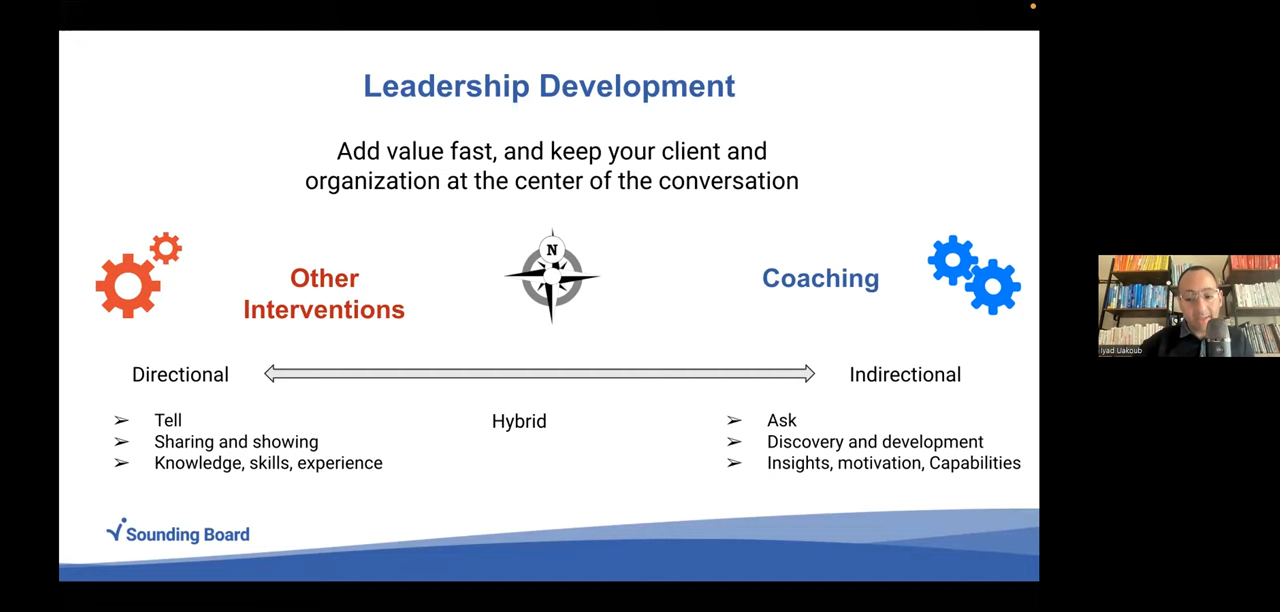 Leadership Development
Add value fast, and keep your client and
organization at the center of the conversation
N
Other
Interventions
Coaching
Directional
Indirectional
➢ Tell
➢ Sharing and showing
➢ Knowledge, skills, experience
Hybrid
➢ Ask
➢ Discovery and development
➢ Insights, motivation, Capabilities
Sounding Board
Iyad Uakoub